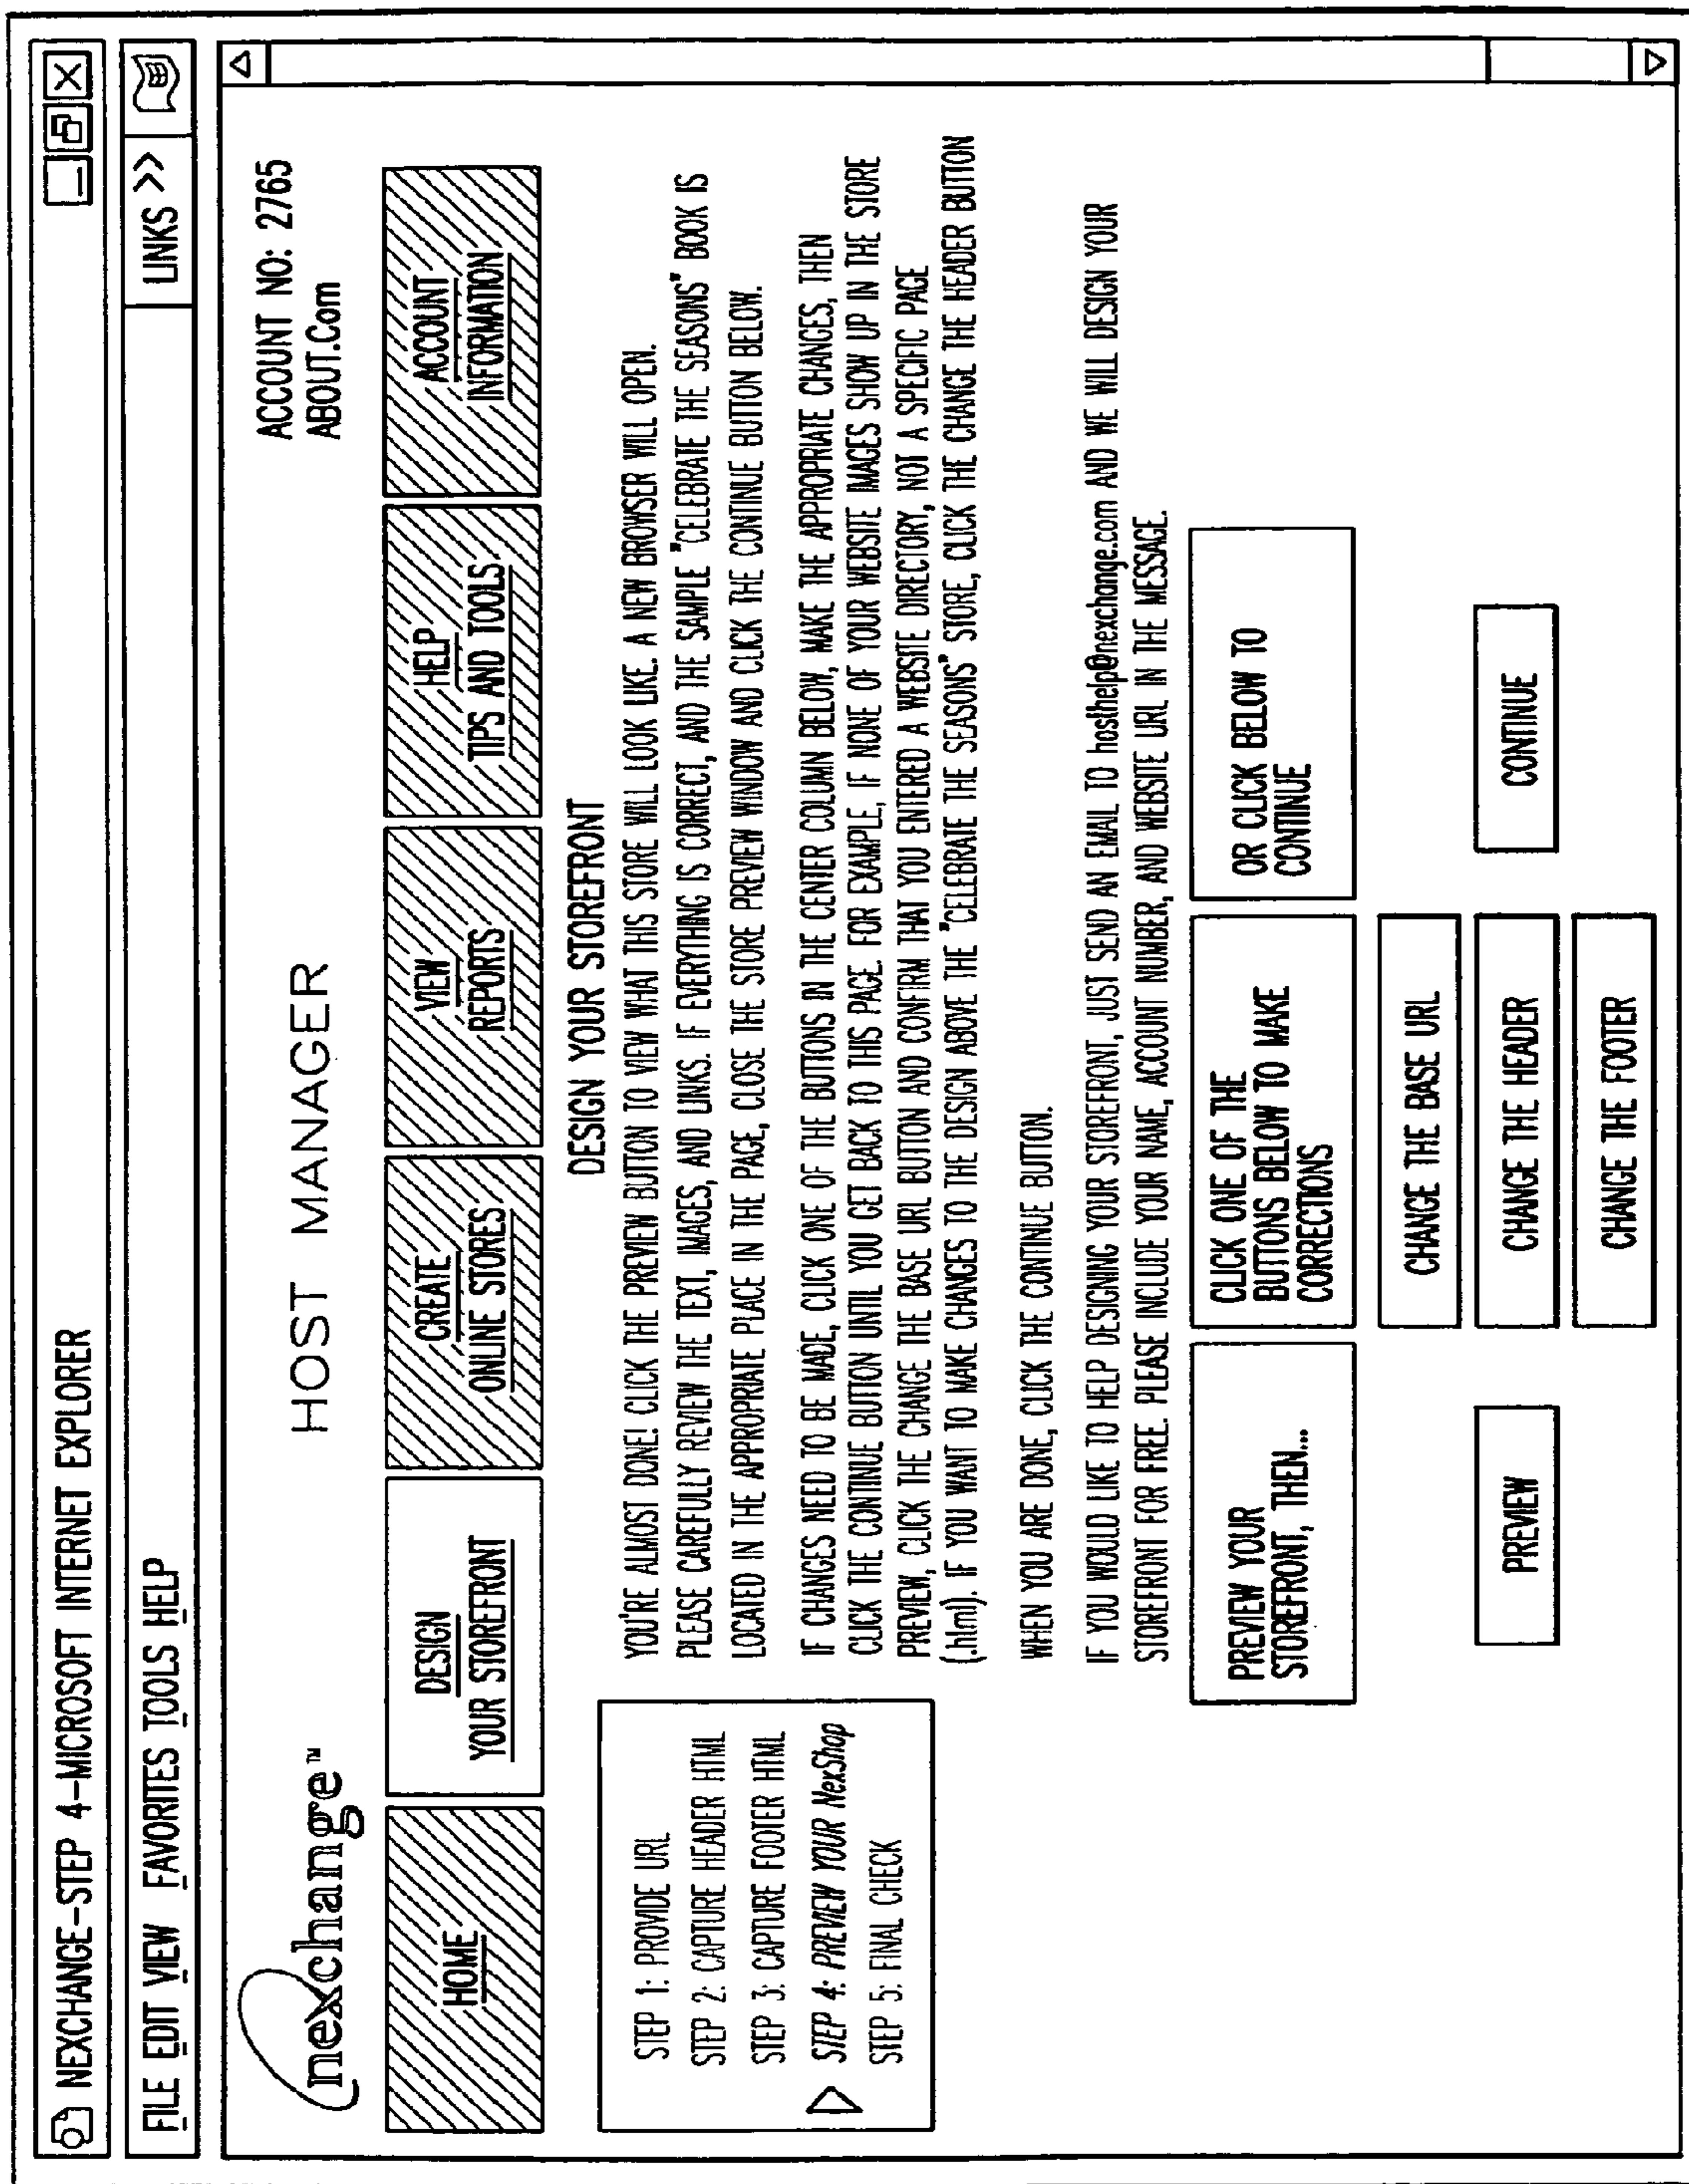 NEXCHANGE-STEP 4-MICROSOFT INTERNET EXPLORER
FILE EDIT VIEW FAVORITES TOOLS HELP
LINKS >>
nexchange™
HOST MANAGER
ACCOUNT NO: 2765
ABOUT.Com
HOME
DESIGN
YOUR STOREFRONT
CREATE
ONLINE STORES
VIEW
REPORTS
HELP
TIPS AND TOOLS
ACCOUNT
INFORMATION
STEP 1: PROVIDE URL
STEP 2: CAPTURE HEADER HTML
STEP 3: CAPTURE FOOTER HTML
STEP 4: PREVIEW YOUR NexShop
STEP 5: FINAL CHECK
DESIGN YOUR STOREFRONT
YOU'RE ALMOST DONE! CLICK THE PREVIEW BUTTON TO VIEW WHAT THIS STORE WILL LOOK LIKE. A NEW BROWSER WILL OPEN.
PLEASE CAREFULLY REVIEW THE TEXT, IMAGES, AND LINKS. IF EVERYTHING IS CORRECT, AND THE SAMPLE "CELEBRATE THE SEASONS" BOOK IS
LOCATED IN THE APPROPRIATE PLACE IN THE PAGE, CLOSE THE STORE PREVIEW WINDOW AND CLICK THE CONTINUE BUTTON BELOW.
IF CHANGES NEED TO BE MADE, CLICK ONE OF THE BUTTONS IN THE CENTER COLUMN BELOW, MAKE THE APPROPRIATE CHANGES, THEN
CLICK THE CONTINUE BUTTON UNTIL YOU GET BACK TO THIS PAGE. FOR EXAMPLE, IF NONE OF YOUR WEBSITE IMAGES SHOW UP IN THE STORE
PREVIEW, CLICK THE CHANGE THE BASE URL BUTTON AND CONFIRM THAT YOU ENTERED A WEBSITE DIRECTORY, NOT A SPECIFIC PAGE
(.html). IF YOU WANT TO MAKE CHANGES TO THE DESIGN ABOVE THE "CELEBRATE THE SEASONS" STORE, CLICK THE CHANGE THE HEADER BUTTON
WHEN YOU ARE DONE, CLICK THE CONTINUE BUTTON.
IF YOU WOULD LIKE TO HELP DESIGNING YOUR STOREFRONT, JUST SEND AN EMAIL TO hosthelp@nexchange.com AND WE WILL DESIGN YOUR
STOREFRONT FOR FREE. PLEASE INCLUDE YOUR NAME, ACCOUNT NUMBER, AND WEBSITE URL IN THE MESSAGE.
PREVIEW YOUR
STOREFRONT, THEN...
CLICK ONE OF THE
BUTTONS BELOW TO MAKE
CORRECTIONS
OR CLICK BELOW TO
CONTINUE
PREVIEW
CHANGE THE BASE URL
CHANGE THE HEADER
CHANGE THE FOOTER
CONTINUE